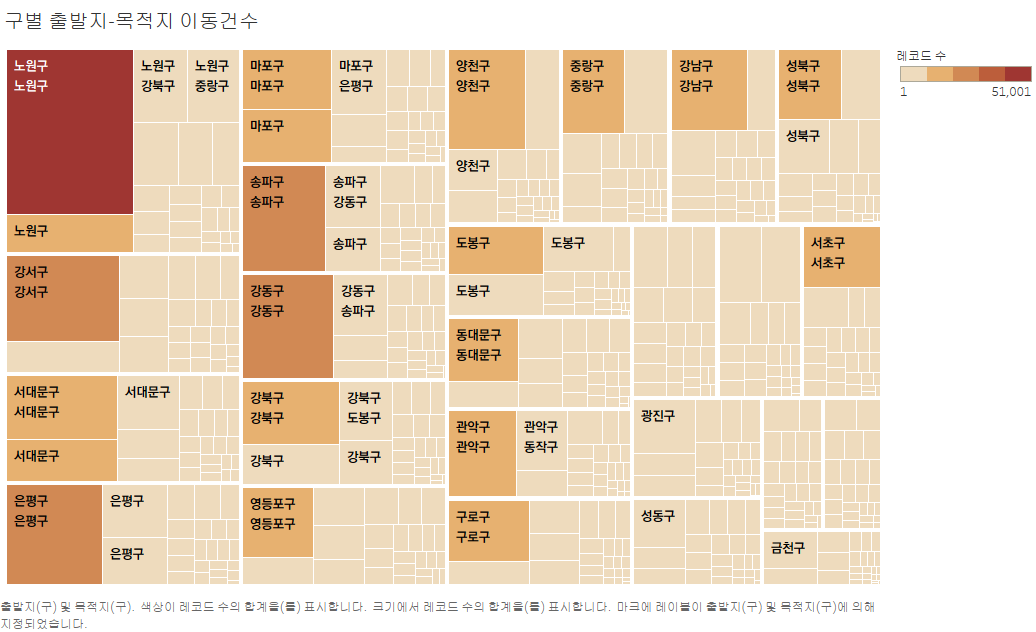 구별 출발지-목적지 이동건수
레코드 수
1
51,001
노원구
노원구
노원구
강북구
노원구
중랑구
노원구
강서구
강서구
서대문구
서대문구
서대문구
서대문구
은평구
은평구
은평구
은평구
마포구
마포구
마포구
은평구
마포구
송파구
송파구
송파구
강동구
송파구
강동구
강동구
강동구
송파구
강북구
강북구
강북구
도봉구
강북구
강북구
영등포구
영등포구
양천구
양천구
양천구
중랑구
중랑구
강남구
강남구
성북구
성북구
성북구
도봉구
도봉구
도봉구
서초구
서초구
동대문구
동대문구
관악구
관악구
관악구
동작구
구로구
구로구
광진구
성동구
금천구
출발지(구) 및 목적지(구). 색상이 레코드 수의 합계을(를) 표시합니다. 크기에서 레코드 수의 합계을(를) 표시합니다. 마크에 레이블이 출발지(구) 및 목적지(구)에 의해
지정되었습니다.